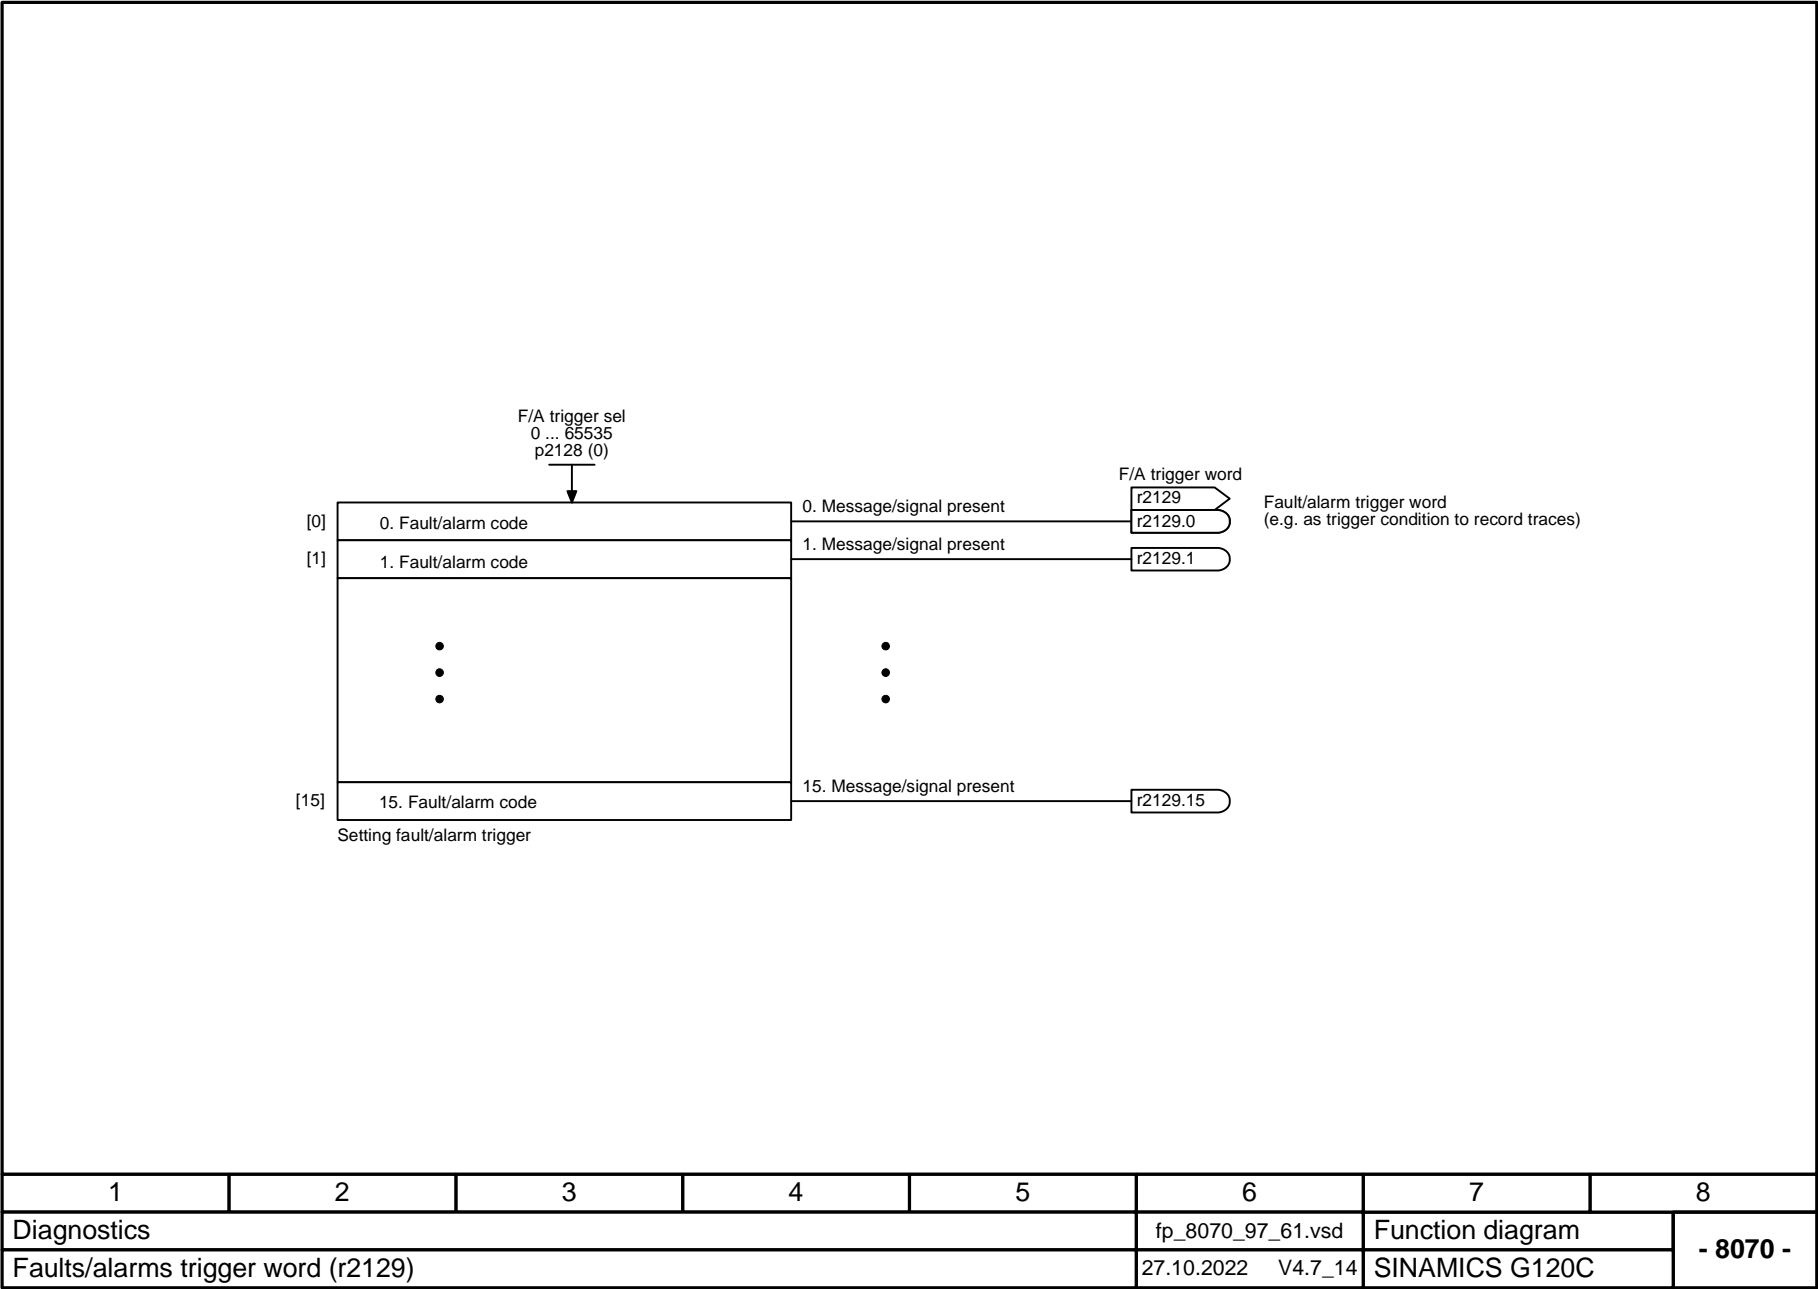 F/A trigger sel
0 ... 65535
p2128 (0)
F/A trigger word
r2129
Fault/alarm trigger word
(e.g. as trigger condition to record traces)
[0]
0. Fault/alarm code
0. Message/signal present
r2129.0
[1]
1. Fault/alarm code
1. Message/signal present
r2129.1
[15]
15. Fault/alarm code
15. Message/signal present
r2129.15
Setting fault/alarm trigger
1 2 3 4 5 6 7 8
Diagnostics
fp_8070_97_61.vsd
Function diagram
- 8070 -
Faults/alarms trigger word (r2129)
27.10.2022 V4.7_14
SINAMICS G120C